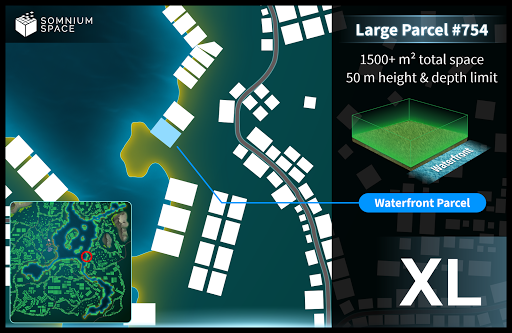 SOMNIUM
SPACE
Large Parcel #754
1500+ m² total space
50 m height & depth limit
Waterfront
Waterfront Parcel
XL